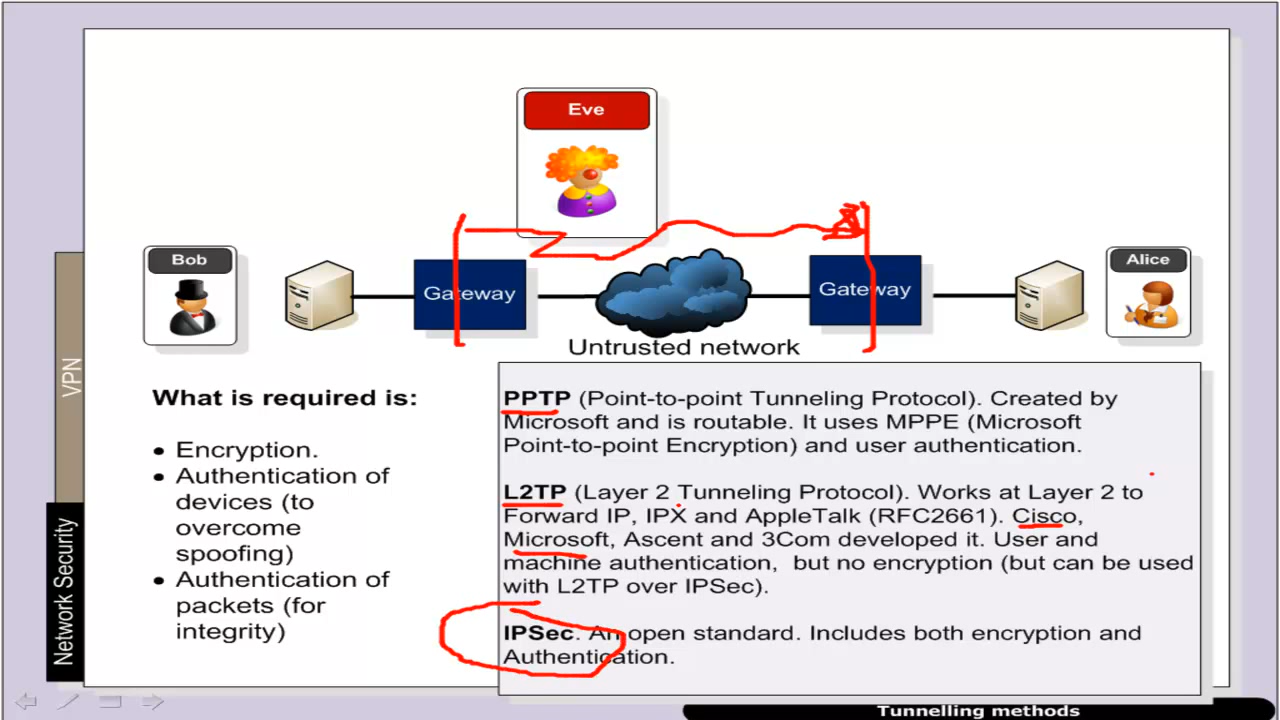 Eve
Bob
Gateway
Gateway
Alice
Untrusted network
VPN
Network Security
What is required is:
• Encryption.
• Authentication of
devices (to
overcome
spoofing)
• Authentication of
packets (for
integrity)
PPTP (Point-to-point Tunneling Protocol). Created by
Microsoft and is routable. It uses MPPE (Microsoft
Point-to-point Encryption) and user authentication.
L2TP (Layer 2 Tunneling Protocol). Works at Layer 2 to
Forward IP, IPX and AppleTalk (RFC2661). Cisco,
Microsoft, Ascent and 3Com developed it. User and
machine authentication, but no encryption (but can be used
with L2TP over IPSec).
IPSec. An open standard. Includes both encryption and
Authentication.
Tunnelling methods